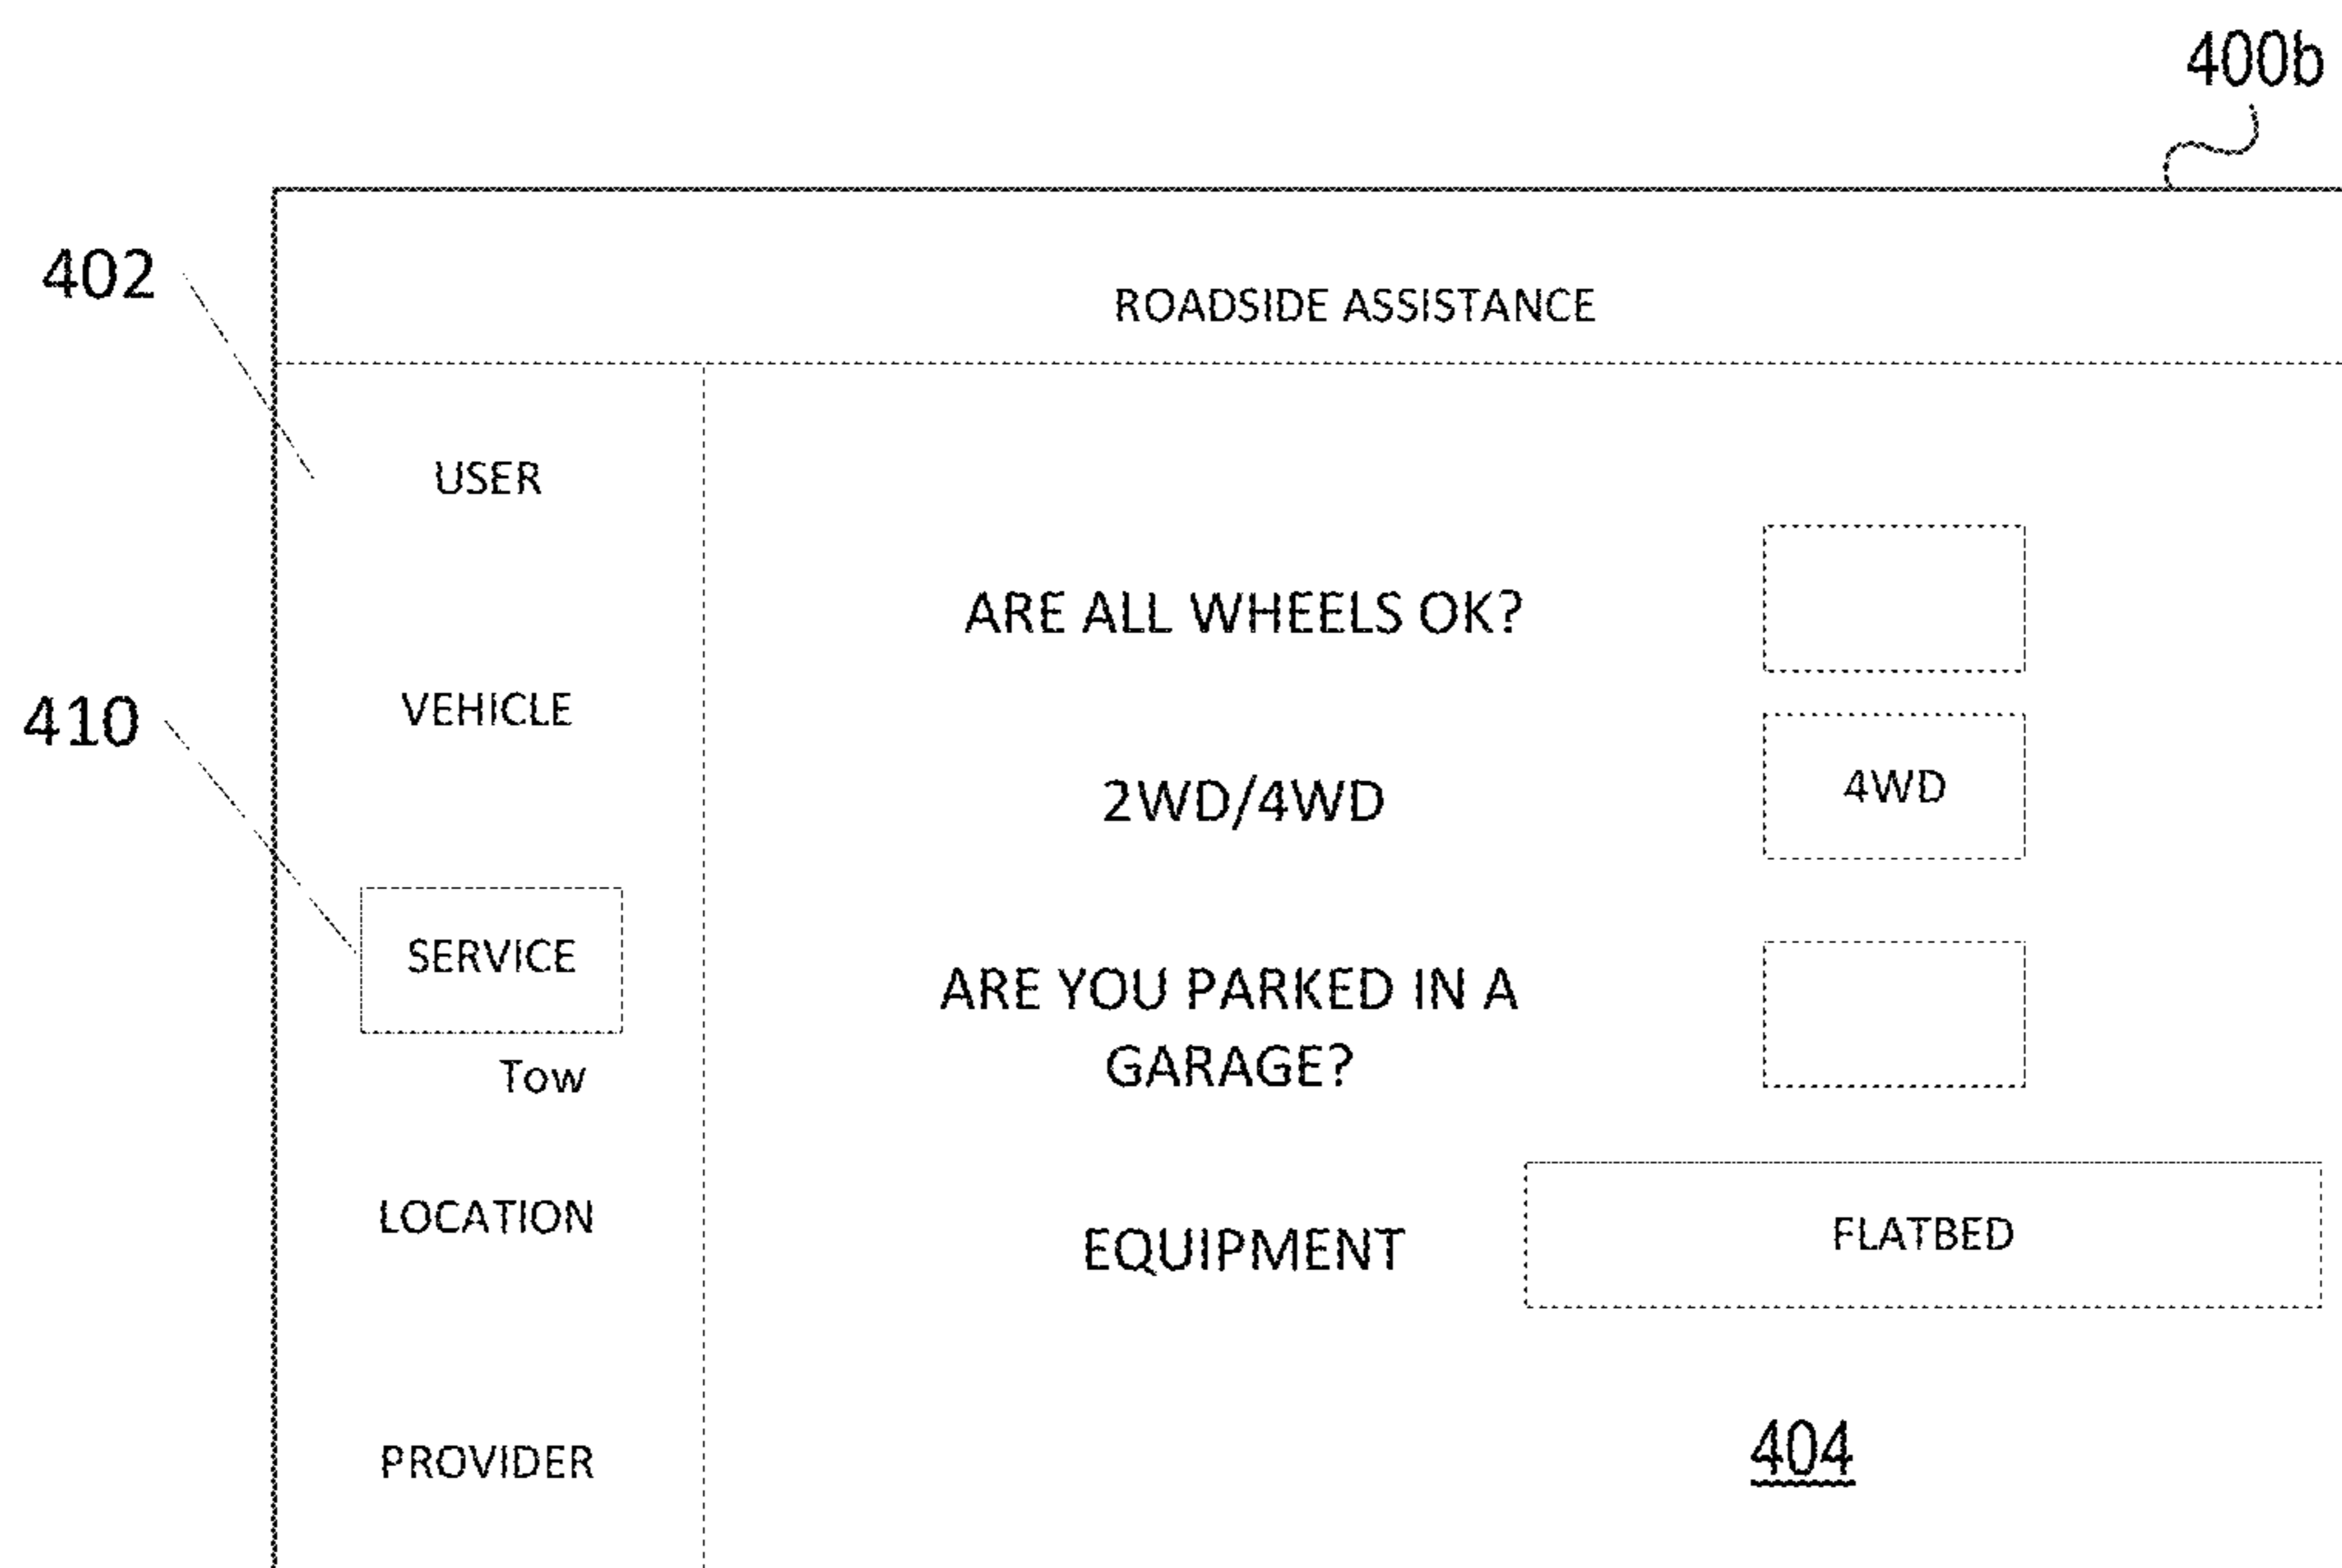 400b
402
ROADSIDE ASSISTANCE
USER
ARE ALL WHEELS OK?
410
VEHICLE
2WD/4WD
4WD
SERVICE
Tow
ARE YOU PARKED IN A
GARAGE?
LOCATION
EQUIPMENT
FLATBED
PROVIDER
404